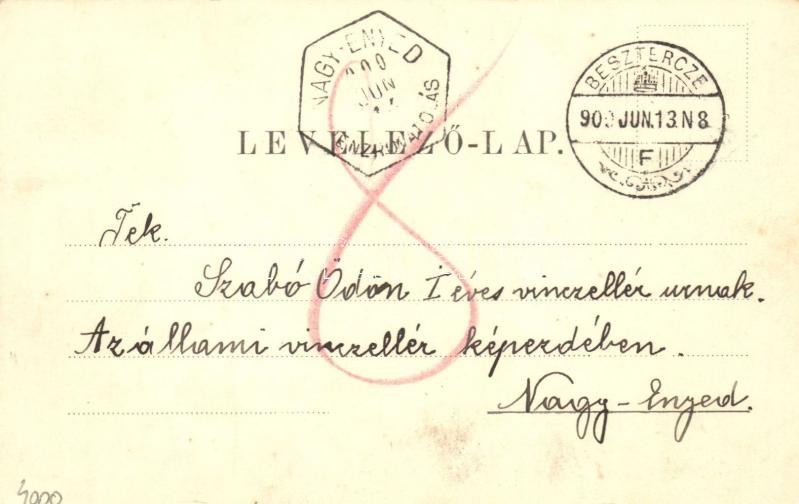 NAGY-ENYED
900
JUN
BESZTERCZE
900 JUN.13.N8
F
LEVELEZŐ-LAP.
8
Tek.
Szabó Ödön I éves vinczellér urnak.
Az állami vinczellér képezdében.
Nagy-Enyed.